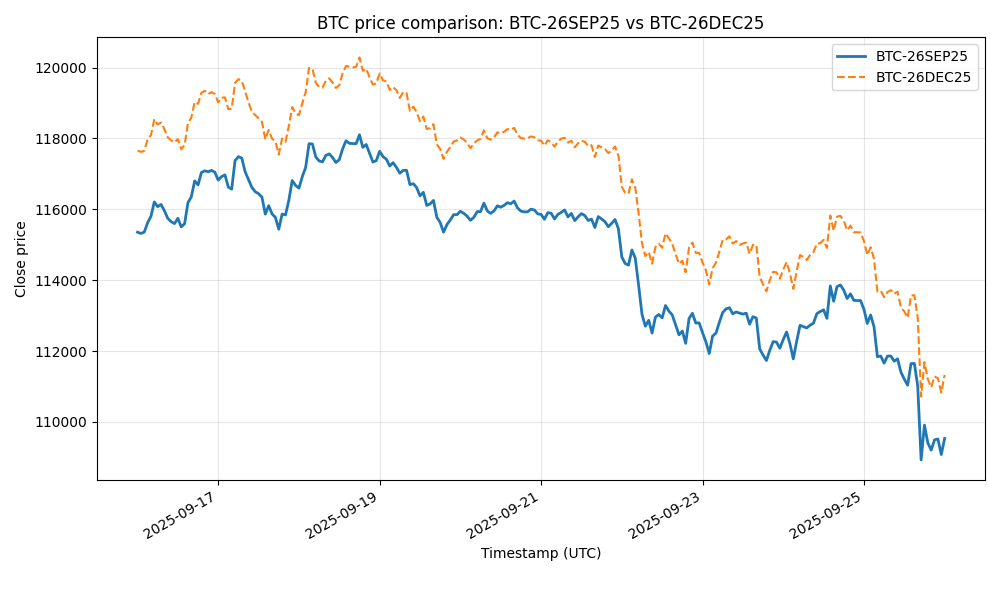 BTC price comparison: BTC-26SEP25 vs BTC-26DEC25
BTC-26SEP25
BTC-26DEC25
Close price
120000
118000
116000
114000
112000
110000
2025-09-17
2025-09-19
2025-09-21
2025-09-23
2025-09-25
Timestamp (UTC)